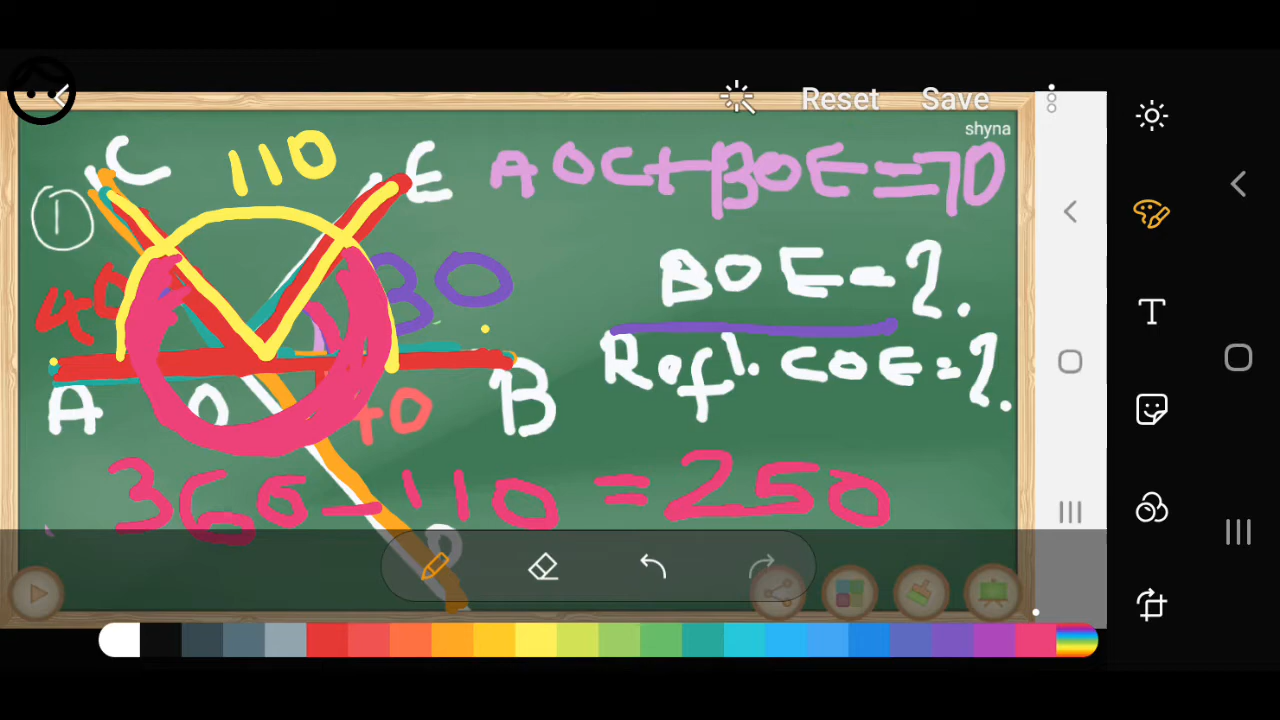 Reset Save
shyna
C 110 E AOC+BOE=70
1
40 30 BOE=?
A O 40 B Refl. COE=?
360-110=250
D